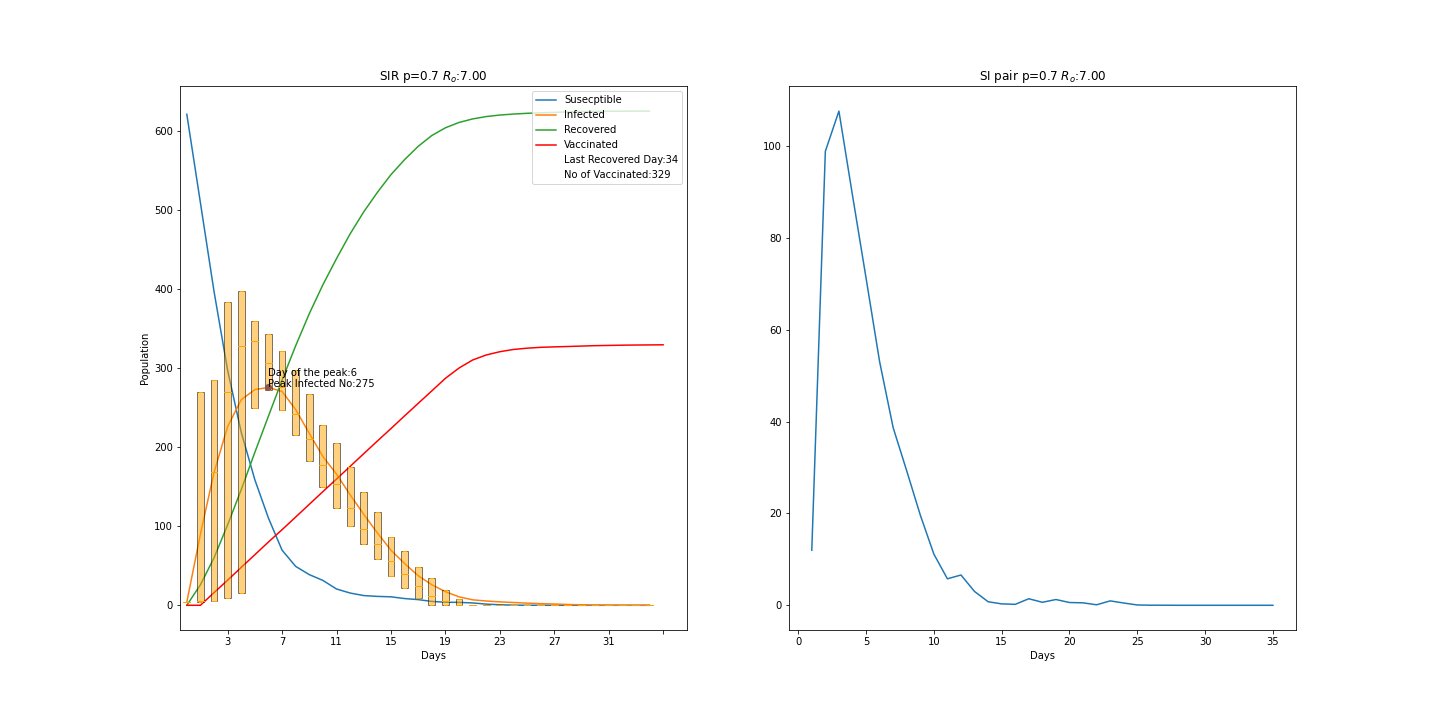 SIR p=0.7 Ro:7.00
Susecptible
Infected
Recovered
Vaccinated
Last Recovered Day:34
No of Vaccinated:329
Day of the peak:6
Peak Infected No:275
Population
600
500
400
300
200
100
0
3 7 11 15 19 23 27 31
Days
SI pair p=0.7 Ro:7.00
100
80
60
40
20
0
0 5 10 15 20 25 30 35
Days